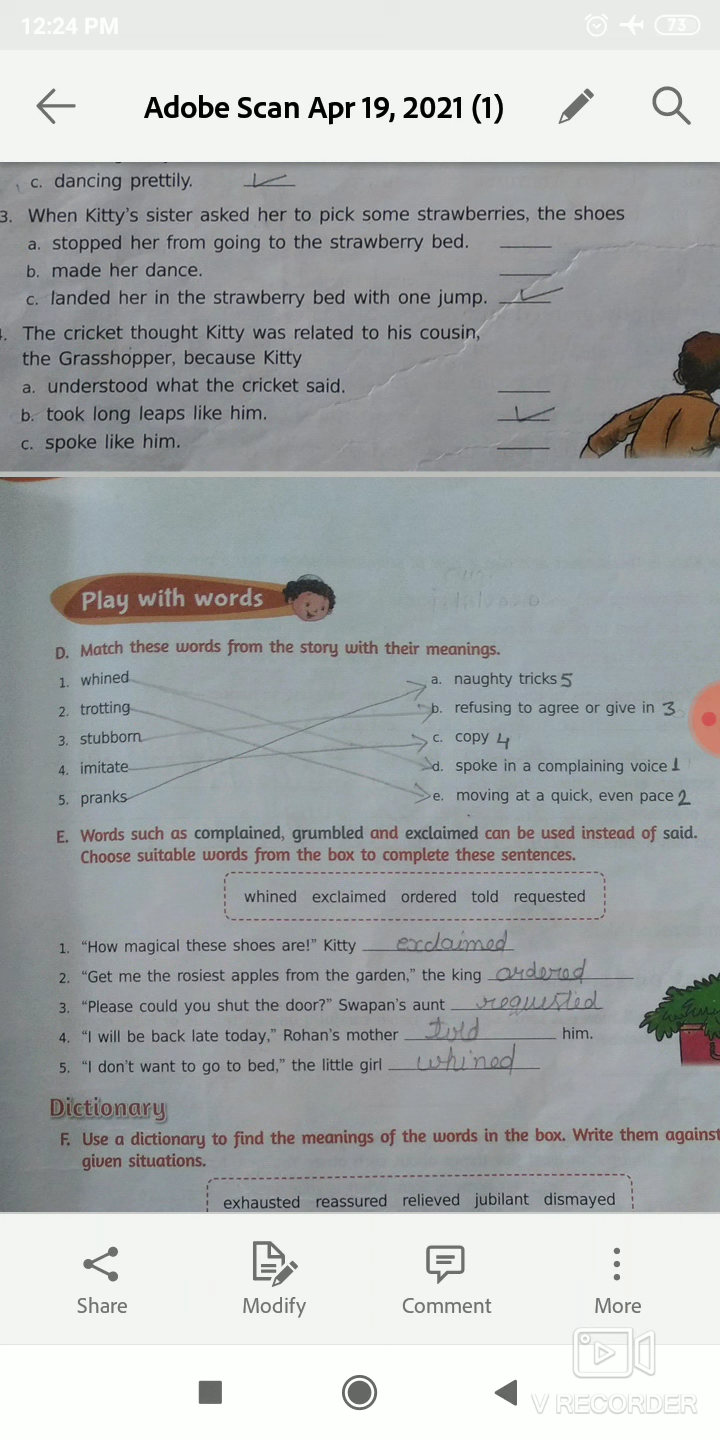 12:24 PM
73
Adobe Scan Apr 19, 2021 (1)
c. dancing prettily.
3. When Kitty's sister asked her to pick some strawberries, the shoes
a. stopped her from going to the strawberry bed.
b. made her dance.
c. landed her in the strawberry bed with one jump.
The cricket thought Kitty was related to his cousin,
the Grasshopper, because Kitty
a. understood what the cricket said.
b. took long leaps like him.
c. spoke like him.
Play with words
D. Match these words from the story with their meanings.
1. whined a. naughty tricks 5
2. trotting b. refusing to agree or give in 3
3. stubborn c. copy 4
4. imitate d. spoke in a complaining voice 1
5. pranks e. moving at a quick, even pace 2
E. Words such as complained, grumbled and exclaimed can be used instead of said.
Choose suitable words from the box to complete these sentences.
whined exclaimed ordered told requested
1. "How magical these shoes are!" Kitty exclaimed
2. "Get me the rosiest apples from the garden," the king ordered
3. "Please could you shut the door?" Swapan's aunt requested
4. "I will be back late today," Rohan's mother told him.
5. "I don't want to go to bed," the little girl whined
Dictionary
F. Use a dictionary to find the meanings of the words in the box. Write them against
given situations.
exhausted reassured relieved jubilant dismayed
Share Modify Comment More
V RECORDER